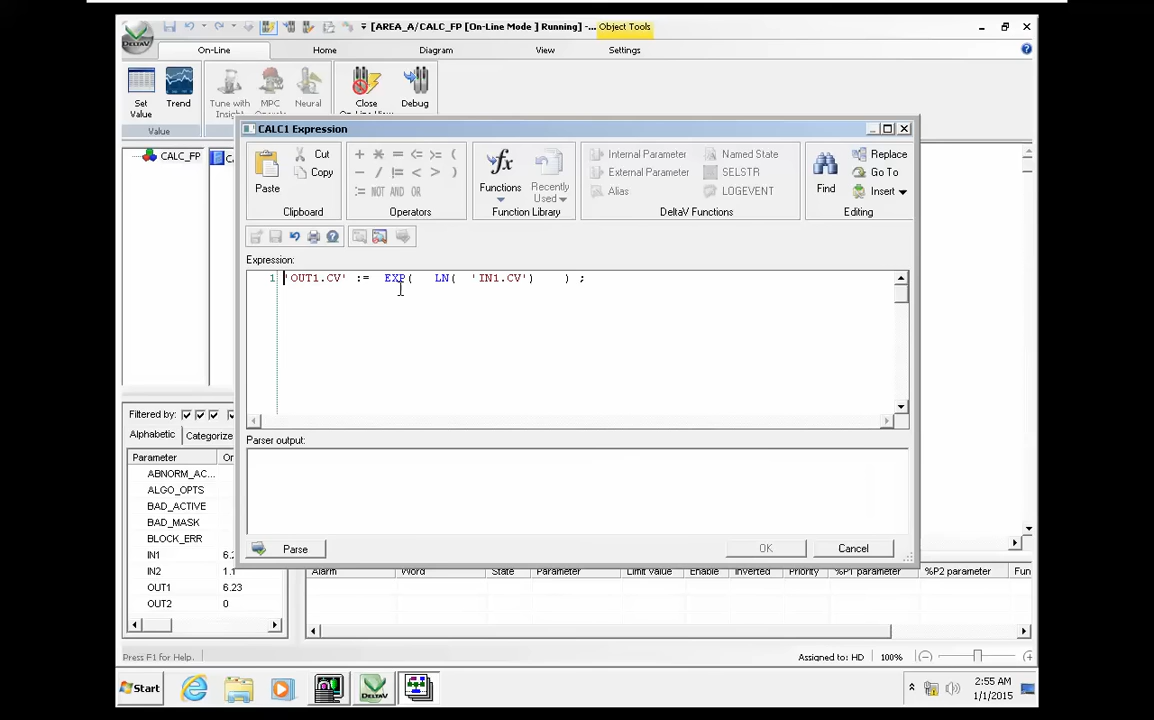 [AREA_A/CALC_FP [On-Line Mode ] Running] -...
Object Tools
DELTAV
On-Line
Home
Diagram
View
Settings
Set Value
Trend
Tune with
MPC
Neural
Close
Debug
Value
CALC_FP
CALC1 Expression
Paste
Cut
Copy
Clipboard
+ * = <= >= (
- / != < > )
:= NOT AND OR
Operators
Functions
Recently Used
Function Library
Internal Parameter
Named State
External Parameter
SELSTR
Alias
LOGEVENT
DeltaV Functions
Find
Replace
Go To
Insert
Editing
Expression:
1 'OUT1.CV' := EXP( LN( 'IN1.CV') ) ;
Parser output:
Parse
OK
Cancel
Filtered by:
Alphabetic
Categorize
Parameter
ABNORM_AC...
ALGO_OPTS
BAD_ACTIVE
BAD_MASK
BLOCK_ERR
IN1
IN2
OUT1 6.23
OUT2 0
Alarm Word State Parameter Limit value Enable Inverted Priority %P1 parameter %P2 parameter Fun
Press F1 for Help.
Assigned to: HD
100%
Start
DELTAV
2:55 AM
1/1/2015